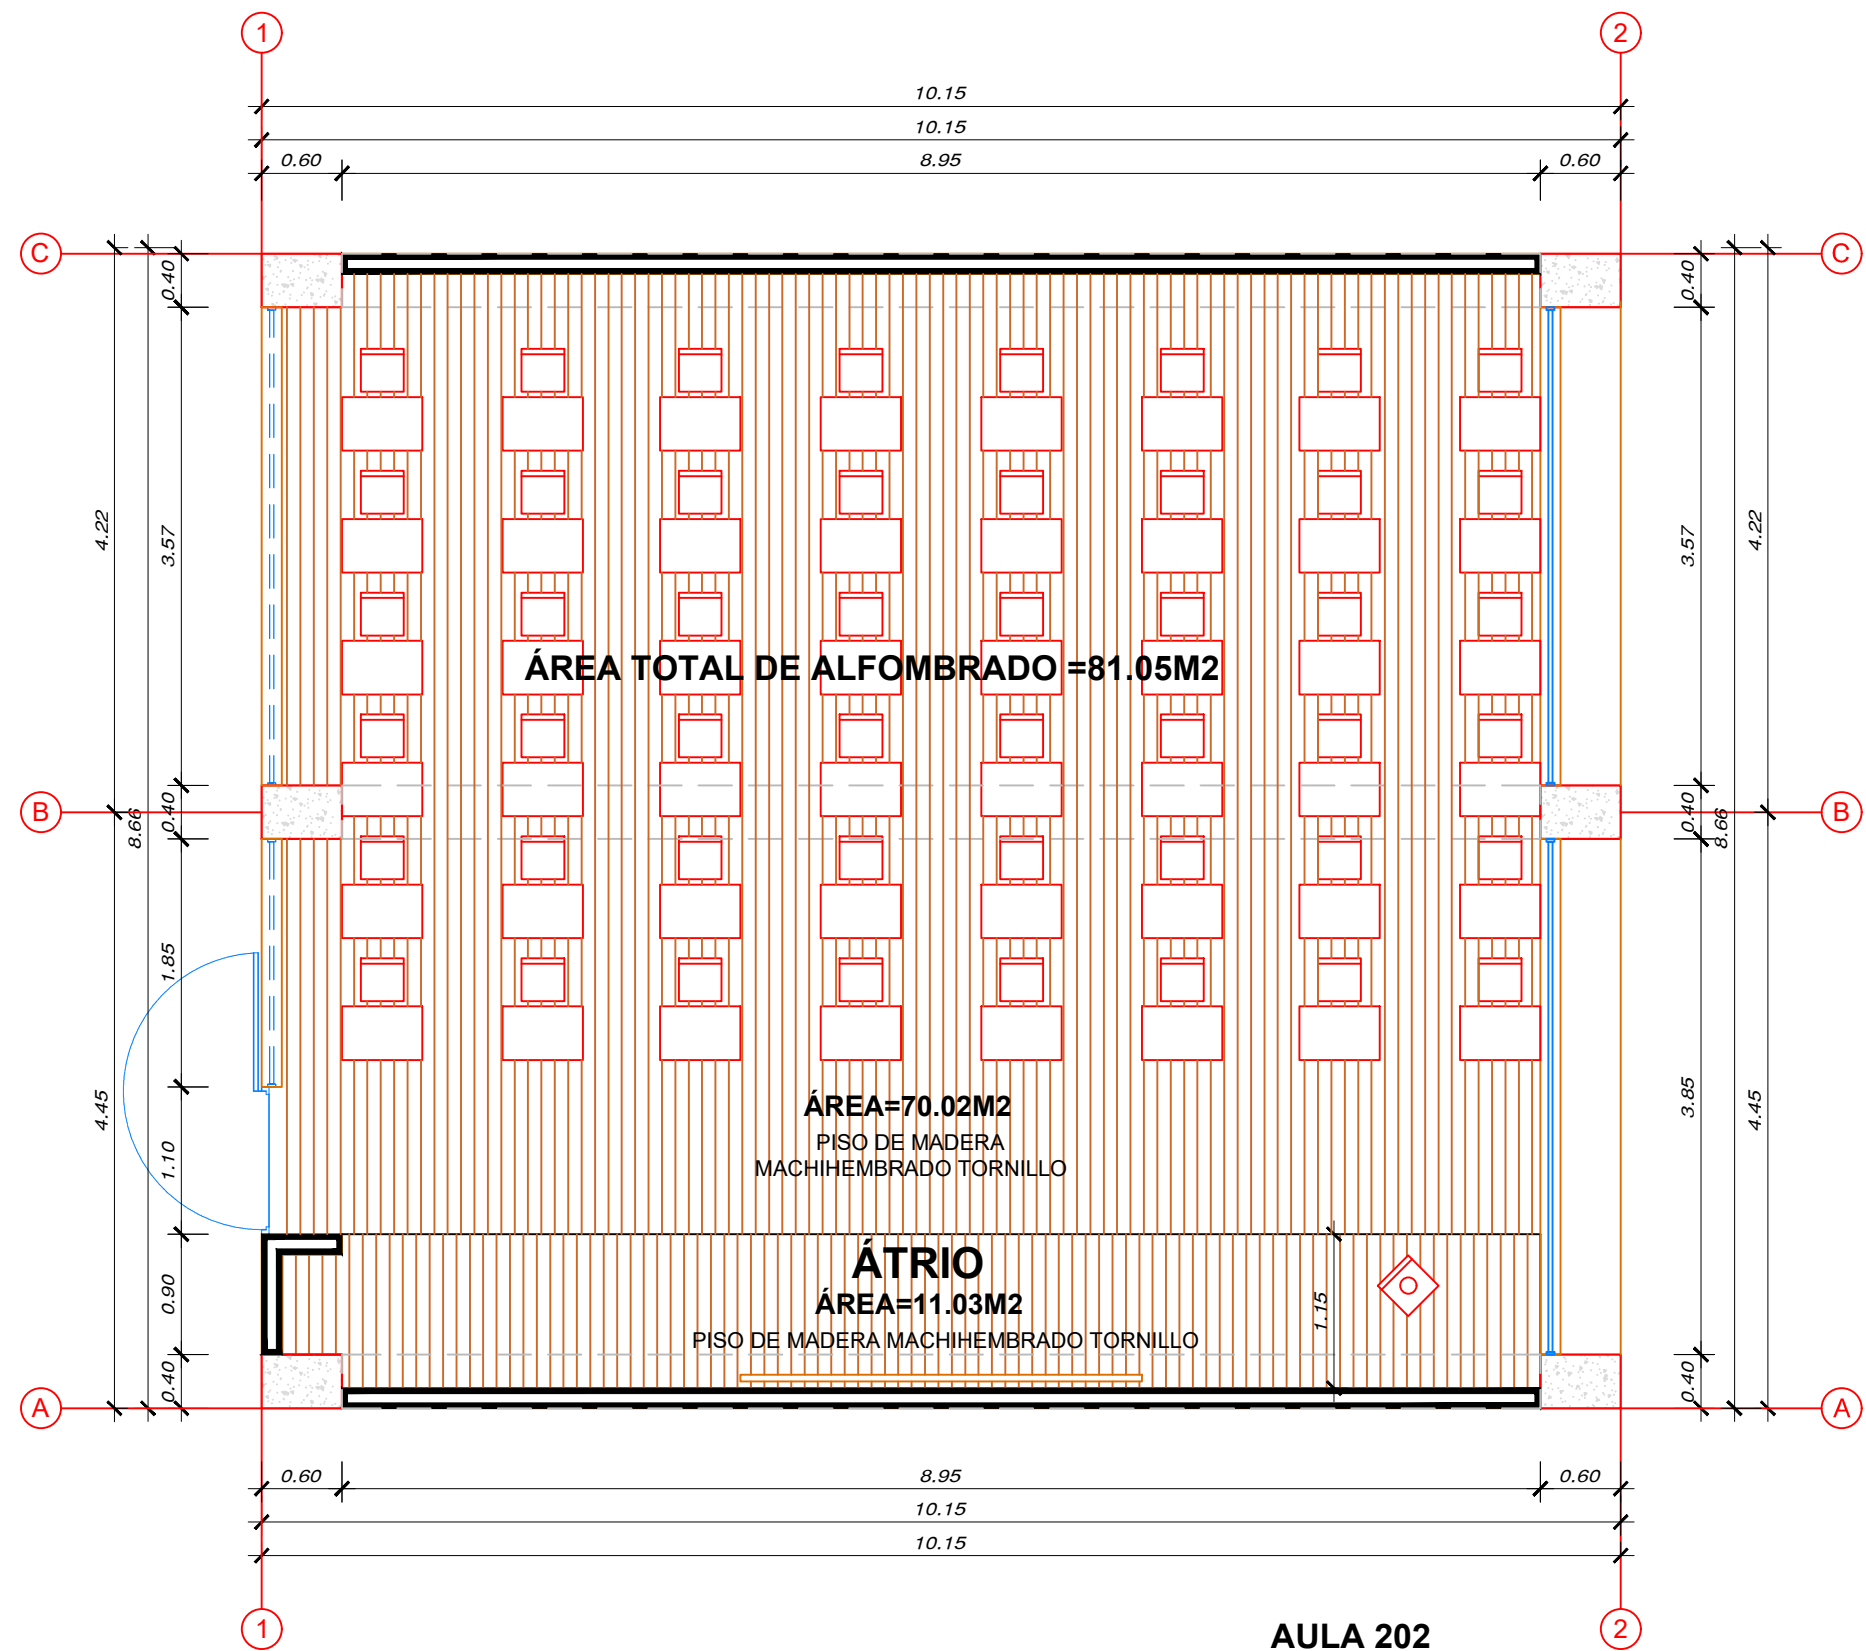 1
2
10.15
10.15
0.60
8.95
0.60
C
C
0.40
0.40
4.22
3.57
3.57
4.22
ÁREA TOTAL DE ALFOMBRADO =81.05M2
B
B
8.66
0.40
0.40
8.66
1.85
4.45
1.10
3.85
4.45
ÁREA=70.02M2
PISO DE MADERA
MACHIHEMBRADO TORNILLO
0.90
ÁTRIO
ÁREA=11.03M2
1.15
PISO DE MADERA MACHIHEMBRADO TORNILLO
0.40
0.40
A
A
0.60
8.95
0.60
10.15
10.15
1
2
AULA 202